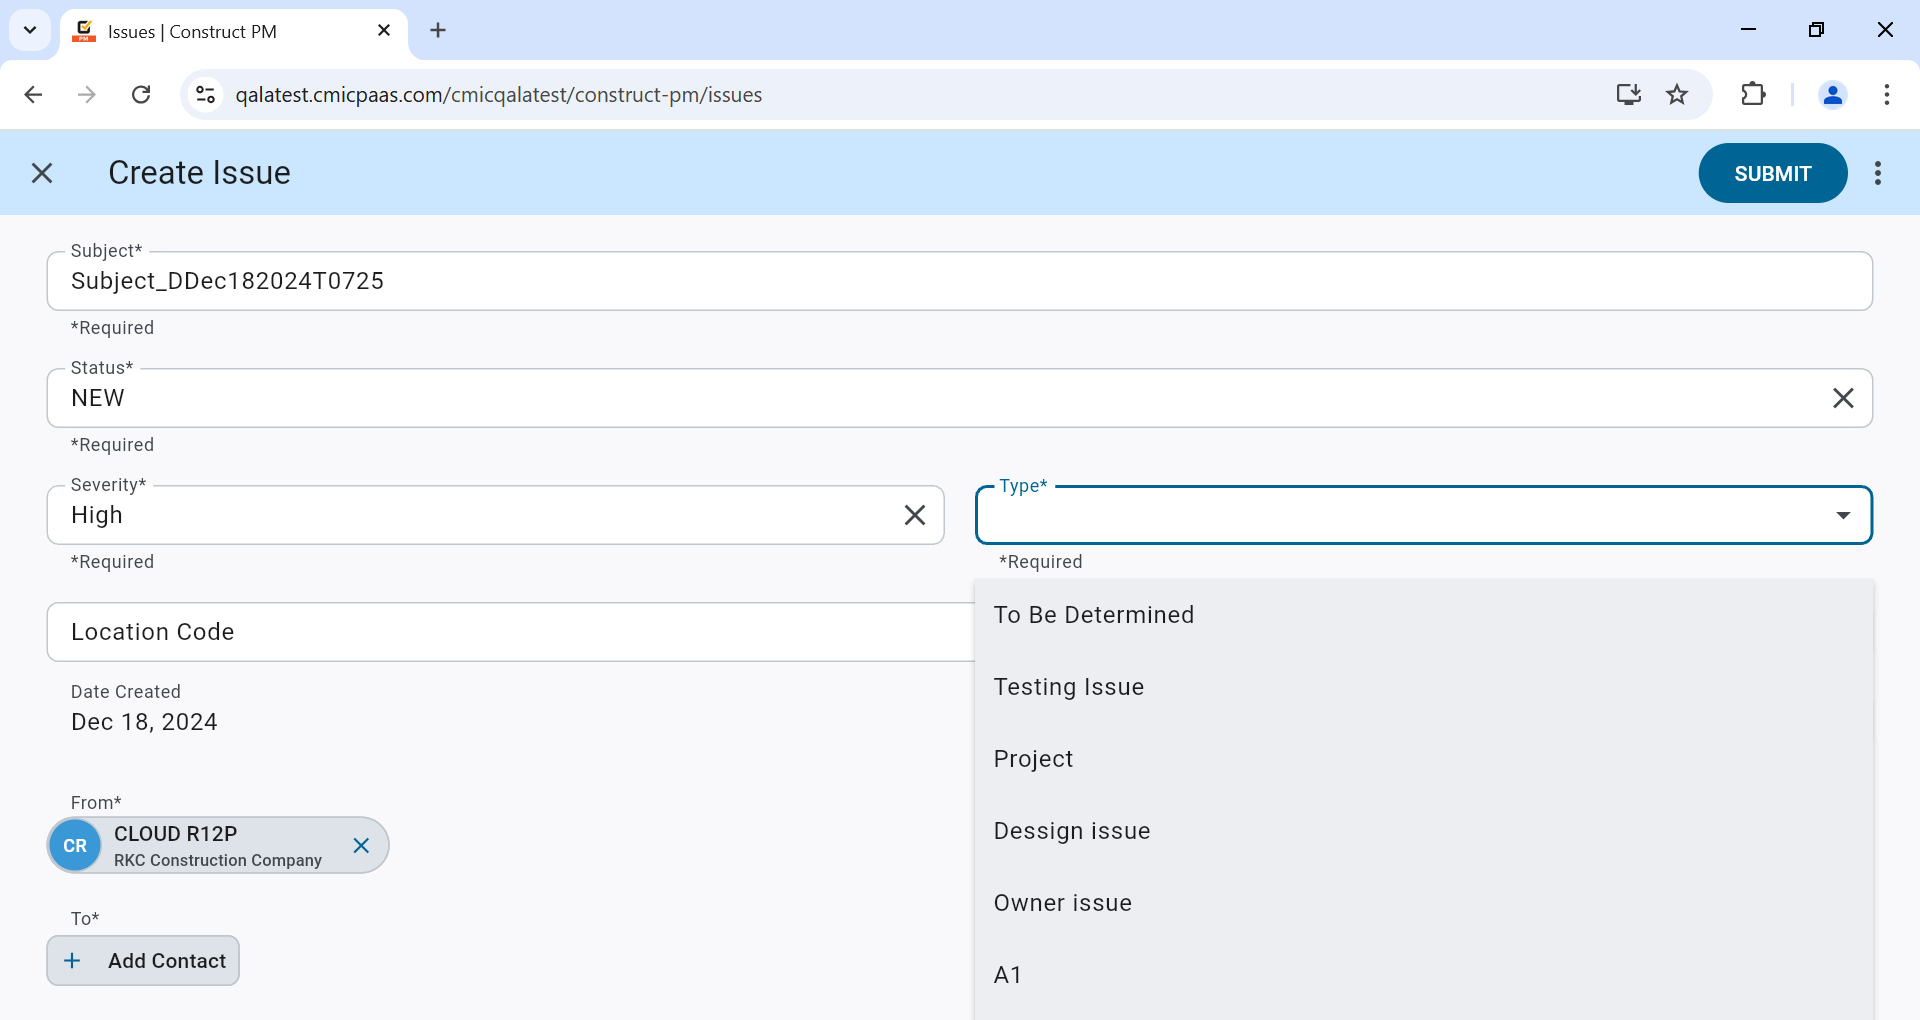 Issues | Construct PM
qalatest.cmicpaas.com/cmicqalatest/construct-pm/issues
Create Issue
SUBMIT
Subject*
Subject_DDec182024T0725
*Required
Status*
NEW
*Required
Severity*
High
*Required
Type*
*Required
To Be Determined
Testing Issue
Project
Dessign issue
Owner issue
A1
Location Code
Date Created
Dec 18, 2024
From*
CR
CLOUD R12P
RKC Construction Company
To*
Add Contact